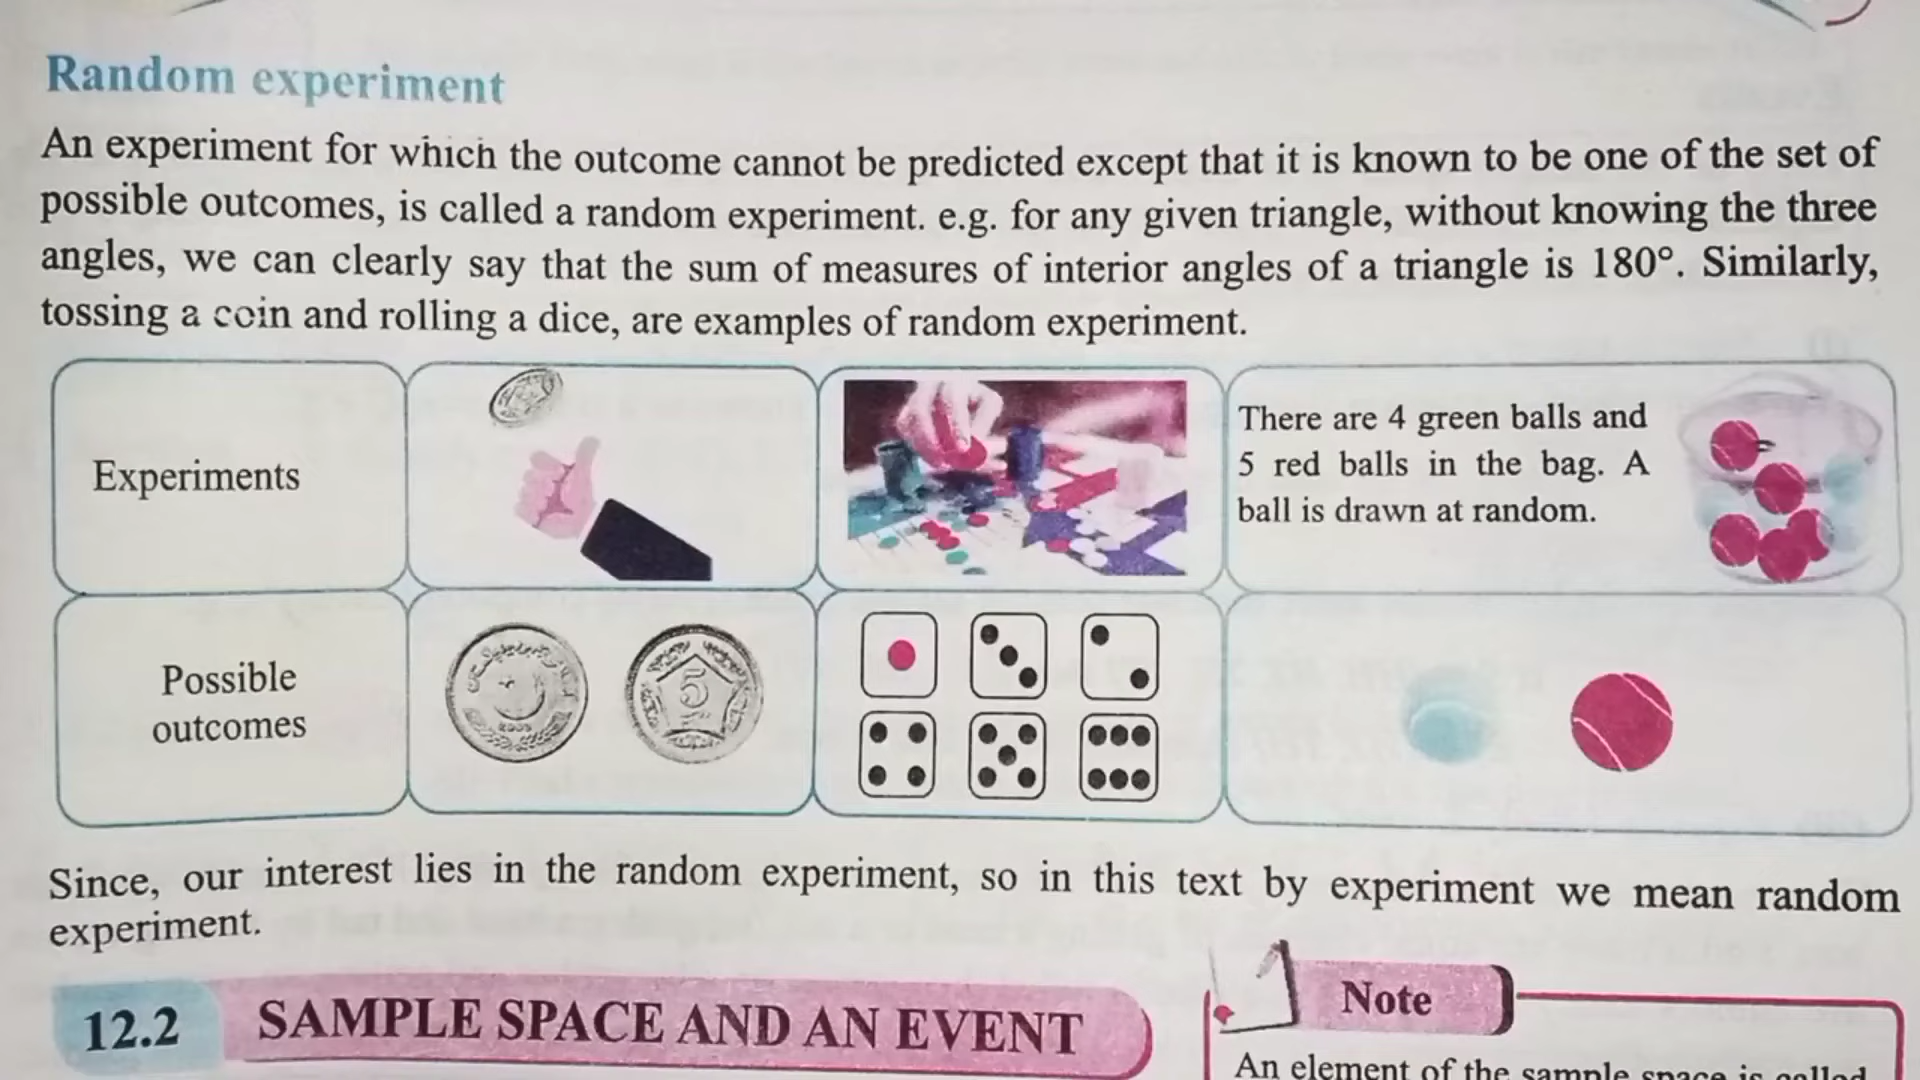 Random experiment
An experiment for which the outcome cannot be predicted except that it is known to be one of the set of
possible outcomes, is called a random experiment. e.g. for any given triangle, without knowing the three
angles, we can clearly say that the sum of measures of interior angles of a triangle is 180°. Similarly,
tossing a coin and rolling a dice, are examples of random experiment.
Experiments
There are 4 green balls and
5 red balls in the bag. A
ball is drawn at random.
Possible
outcomes
5
Since, our interest lies in the random experiment, so in this text by experiment we mean random
experiment.
12.2 SAMPLE SPACE AND AN EVENT
Note
An element of the sample space is called